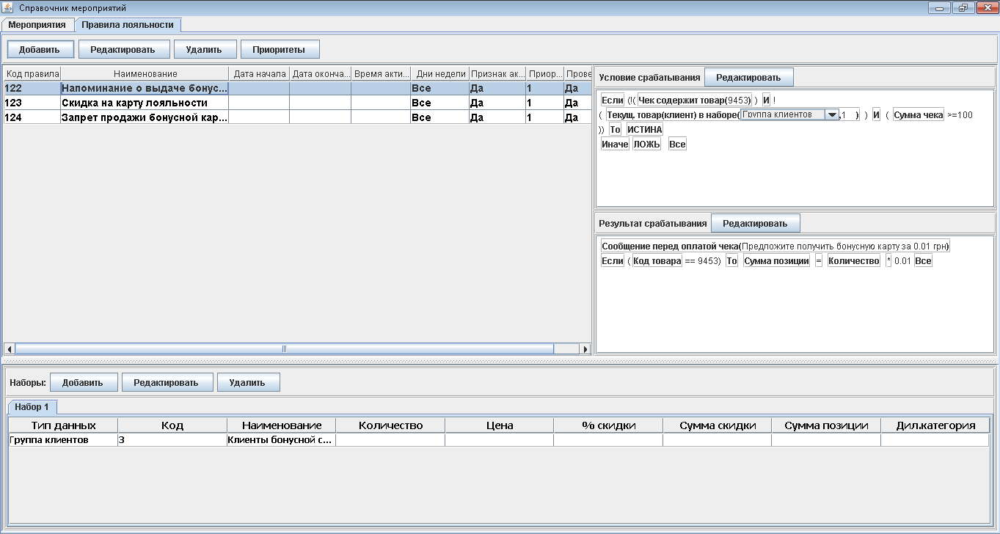 Справочник мероприятий
Мероприятия Правила лояльности
Добавить Редактировать Удалить Приоритеты
Код правила Наименование Дата начала Дата оконча... Время акти... Дни недели Признак ак... Приор... Прове
122 Напоминание о выдаче бонус... Все Да 1 Да
123 Скидка на карту лояльности Все Да 1 Да
124 Запрет продажи бонусной кар... Все Да 1 Да
Условие срабатывания Редактировать
Если (!( Чек содержит товар(9453) ) И !
( Текущ. товар(клиент) в наборе(Группа клиентов ,1 ) ) И ( Сумма чека >=100
)) То ИСТИНА
Иначе ЛОЖЬ Все
Результат срабатывания Редактировать
Сообщение перед оплатой чека(Предложите получить бонусную карту за 0.01 грн)
Если ( Код товара == 9453) То Сумма позиции = Количество * 0.01 Все
Наборы: Добавить Редактировать Удалить
Набор 1
Тип данных Код Наименование Количество Цена % скидки Сумма скидки Сумма позиции Дил.категория
Группа клиентов 3 Клиенты бонусной с...